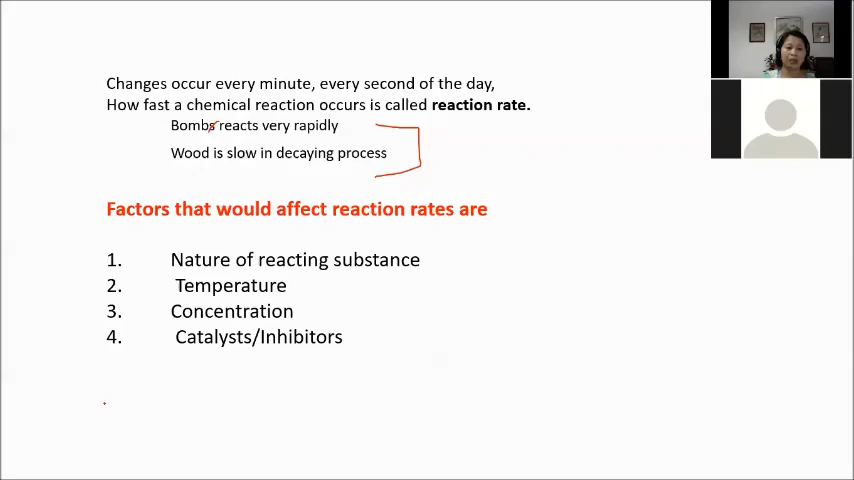 Changes occur every minute, every second of the day,
How fast a chemical reaction occurs is called reaction rate.
Bombs reacts very rapidly
Wood is slow in decaying process
Factors that would affect reaction rates are
1. Nature of reacting substance
2. Temperature
3. Concentration
4. Catalysts/Inhibitors